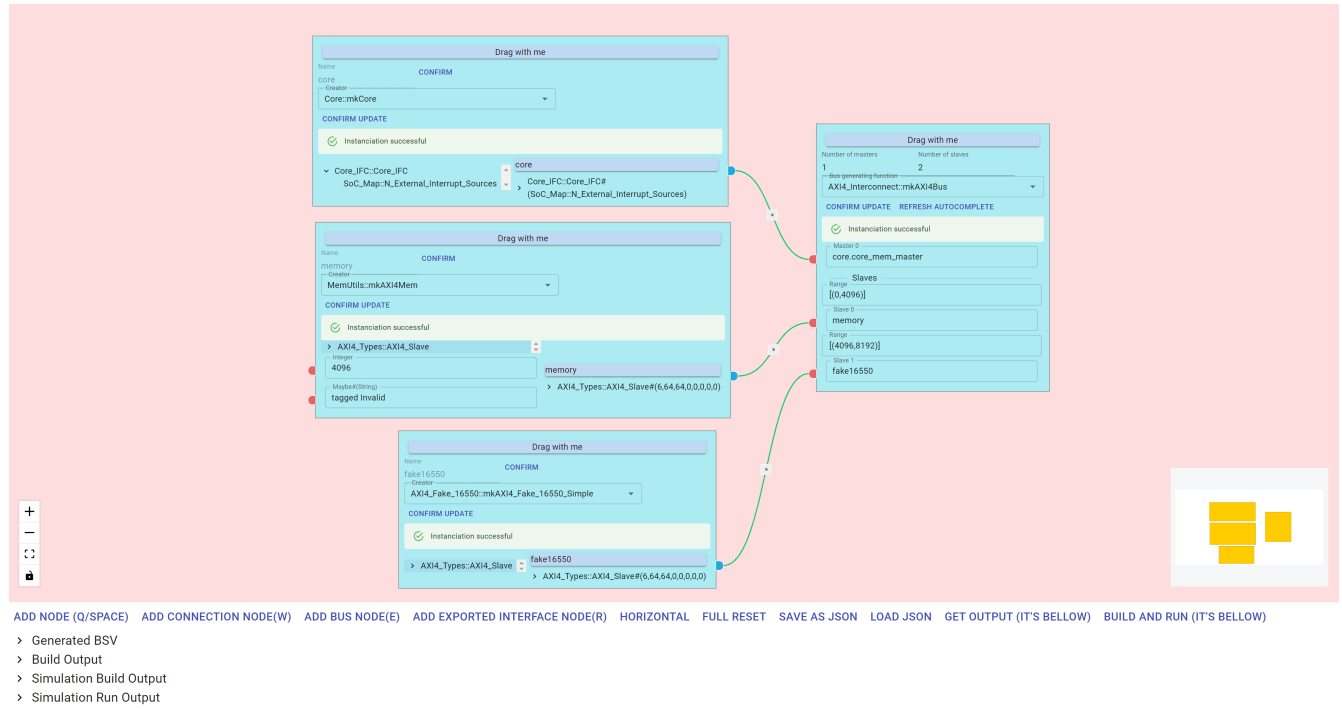 Drag with me
Name
CONFIRM
core
Creator
Core::mkCore
CONFIRM UPDATE
Instanciation successful
Core_IFC::Core_IFC
SoC_Map::N_External_Interrupt_Sources
core
Core_IFC::Core_IFC#
(SoC_Map::N_External_Interrupt_Sources)
Drag with me
Name
CONFIRM
memory
Creator
MemUtils::mkAXI4Mem
CONFIRM UPDATE
Instanciation successful
AXI4_Types::AXI4_Slave
Integer
4096
Maybe#(String)
tagged Invalid
memory
AXI4_Types::AXI4_Slave#(6,64,64,0,0,0,0,0)
Drag with me
Name
CONFIRM
fake16550
Creator
AXI4_Fake_16550::mkAXI4_Fake_16550_Simple
CONFIRM UPDATE
Instanciation successful
AXI4_Types::AXI4_Slave
fake16550
AXI4_Types::AXI4_Slave#(6,64,64,0,0,0,0,0)
x
x
x
Drag with me
Number of masters Number of slaves
1 2
Bus generating function
AXI4_Interconnect::mkAXI4Bus
CONFIRM UPDATE REFRESH AUTOCOMPLETE
Instanciation successful
Master 0
core.core_mem_master
Slaves
Range
[(0,4096)]
Slave 0
memory
Range
[(4096,8192)]
Slave 1
fake16550
ADD NODE (Q/SPACE) ADD CONNECTION NODE(W) ADD BUS NODE(E) ADD EXPORTED INTERFACE NODE(R) HORIZONTAL FULL RESET SAVE AS JSON LOAD JSON GET OUTPUT (IT'S BELLOW) BUILD AND RUN (IT'S BELLOW)
Generated BSV
Build Output
Simulation Build Output
Simulation Run Output